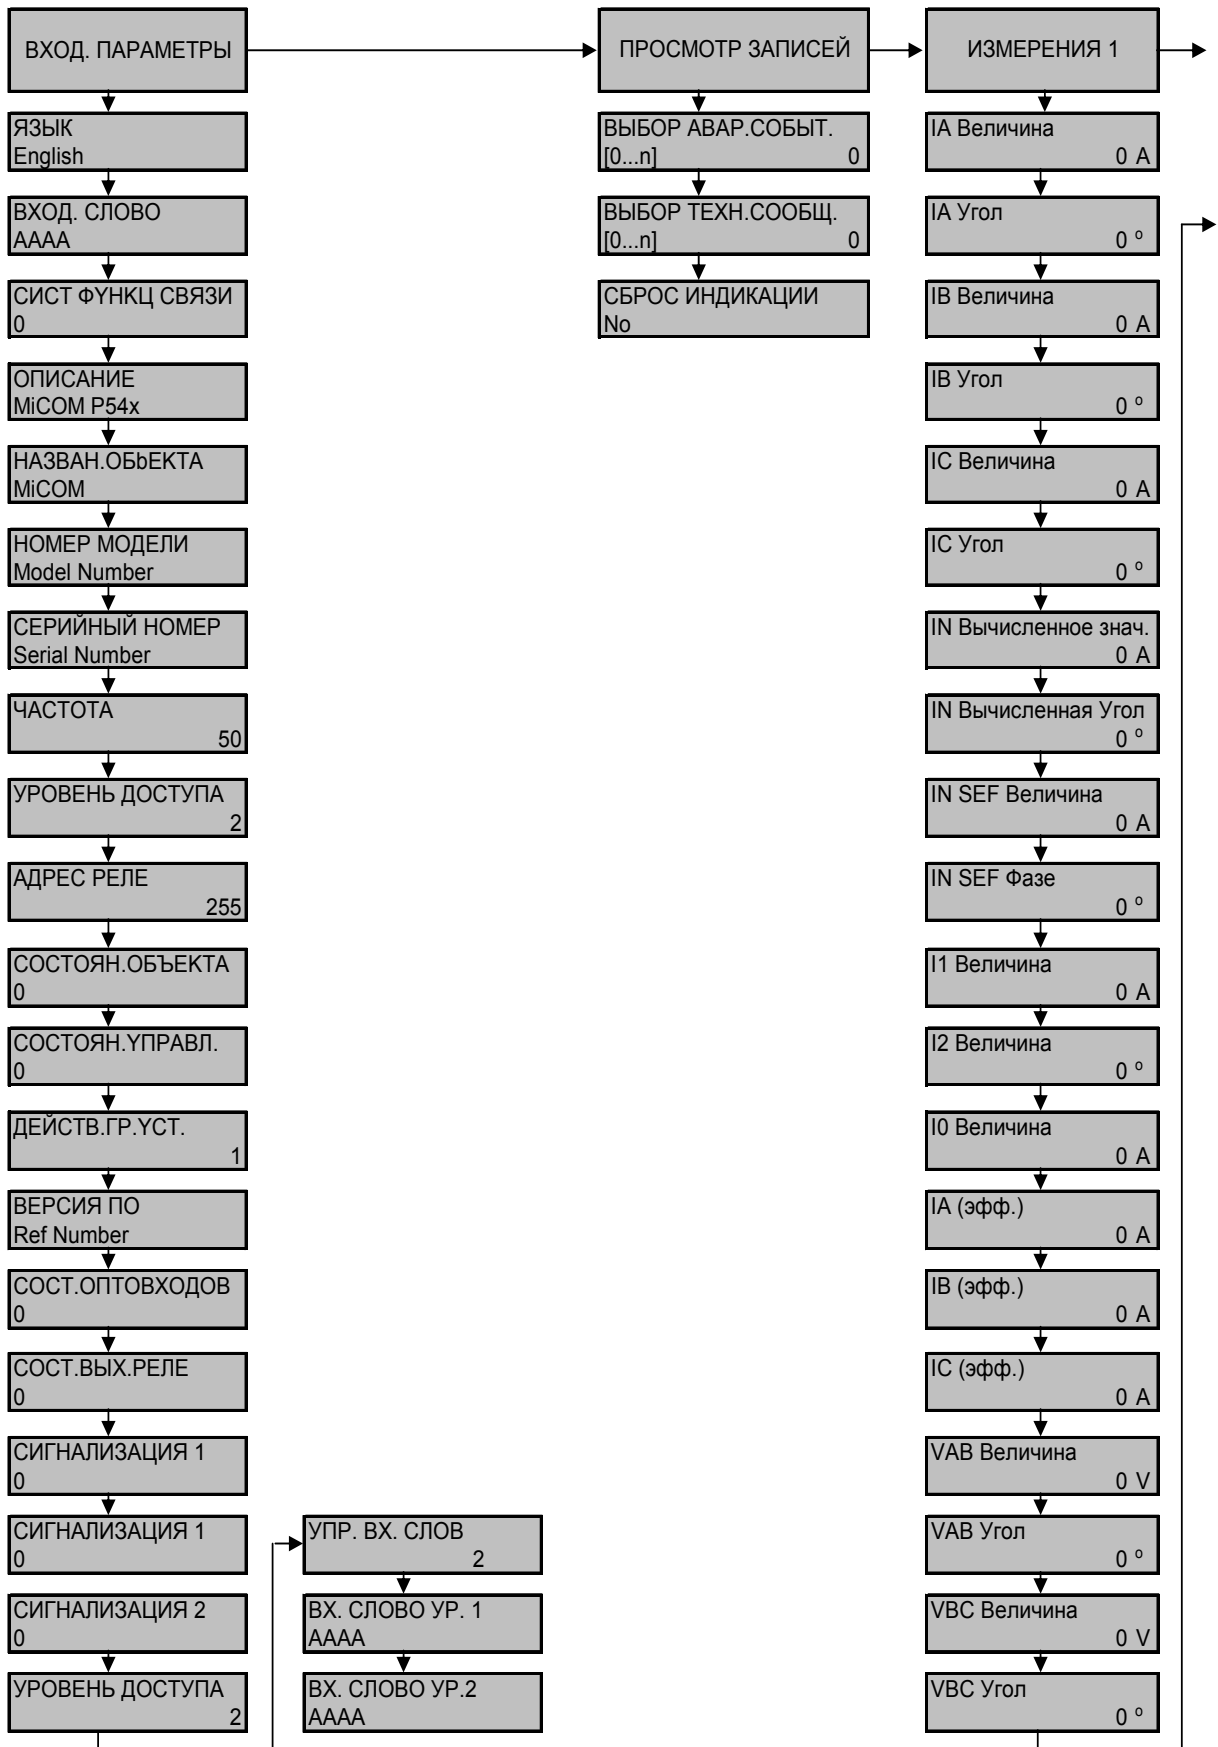 ВХОД. ПАРАМЕТРЫ
ЯЗЫК
English
ВХОД. СЛОВО
AAAA
СИСТ ФYНКЦ СВЯЗИ
0
ОПИСАНИЕ
MiCOM P54x
НАЗВАН.ОБЬЕКТА
MiCOM
НОМЕР МОДЕЛИ
Model Number
СЕРИЙНЫЙ НОМЕР
Serial Number
ЧАСТОТА
50
УРОВЕНЬ ДОСТУПА
2
АДРЕС РЕЛЕ
255
СОСТОЯН.ОБЪЕКТА
0
СОСТОЯН.YПРАВЛ.
0
ДЕЙСТВ.ГР.YСТ.
1
ВЕРСИЯ ПО
Ref Number
СОСТ.ОПТОВХОДОВ
0
СОСТ.ВЫХ.РЕЛЕ
0
СИГНАЛИЗАЦИЯ 1
0
СИГНАЛИЗАЦИЯ 1
0
СИГНАЛИЗАЦИЯ 2
0
УРОВЕНЬ ДОСТУПА
2
УПР. ВХ. СЛОВ
2
ВХ. СЛОВО УР. 1
AAAA
ВХ. СЛОВО УР.2
AAAA
ПРОСМОТР ЗАПИСЕЙ
ВЫБОР АВАР.СОБЫТ.
[0...n] 0
ВЫБОР ТЕХН.СООБЩ.
[0...n] 0
СБРОС ИНДИКАЦИИ
No
ИЗМЕРЕНИЯ 1
IA Величина
0 A
IA Угол
0 º
IB Величина
0 A
IB Угол
0 º
IC Величина
0 A
IC Угол
0 º
IN Вычисленное знач.
0 A
IN Вычисленная Угол
0 º
IN SEF Величина
0 A
IN SEF Фазе
0 º
I1 Величина
0 A
I2 Величина
0 º
I0 Величина
0 A
IA (эфф.)
0 A
IB (эфф.)
0 A
IC (эфф.)
0 A
VAB Величина
0 V
VAB Угол
0 º
VBC Величина
0 V
VBC Угол
0 º